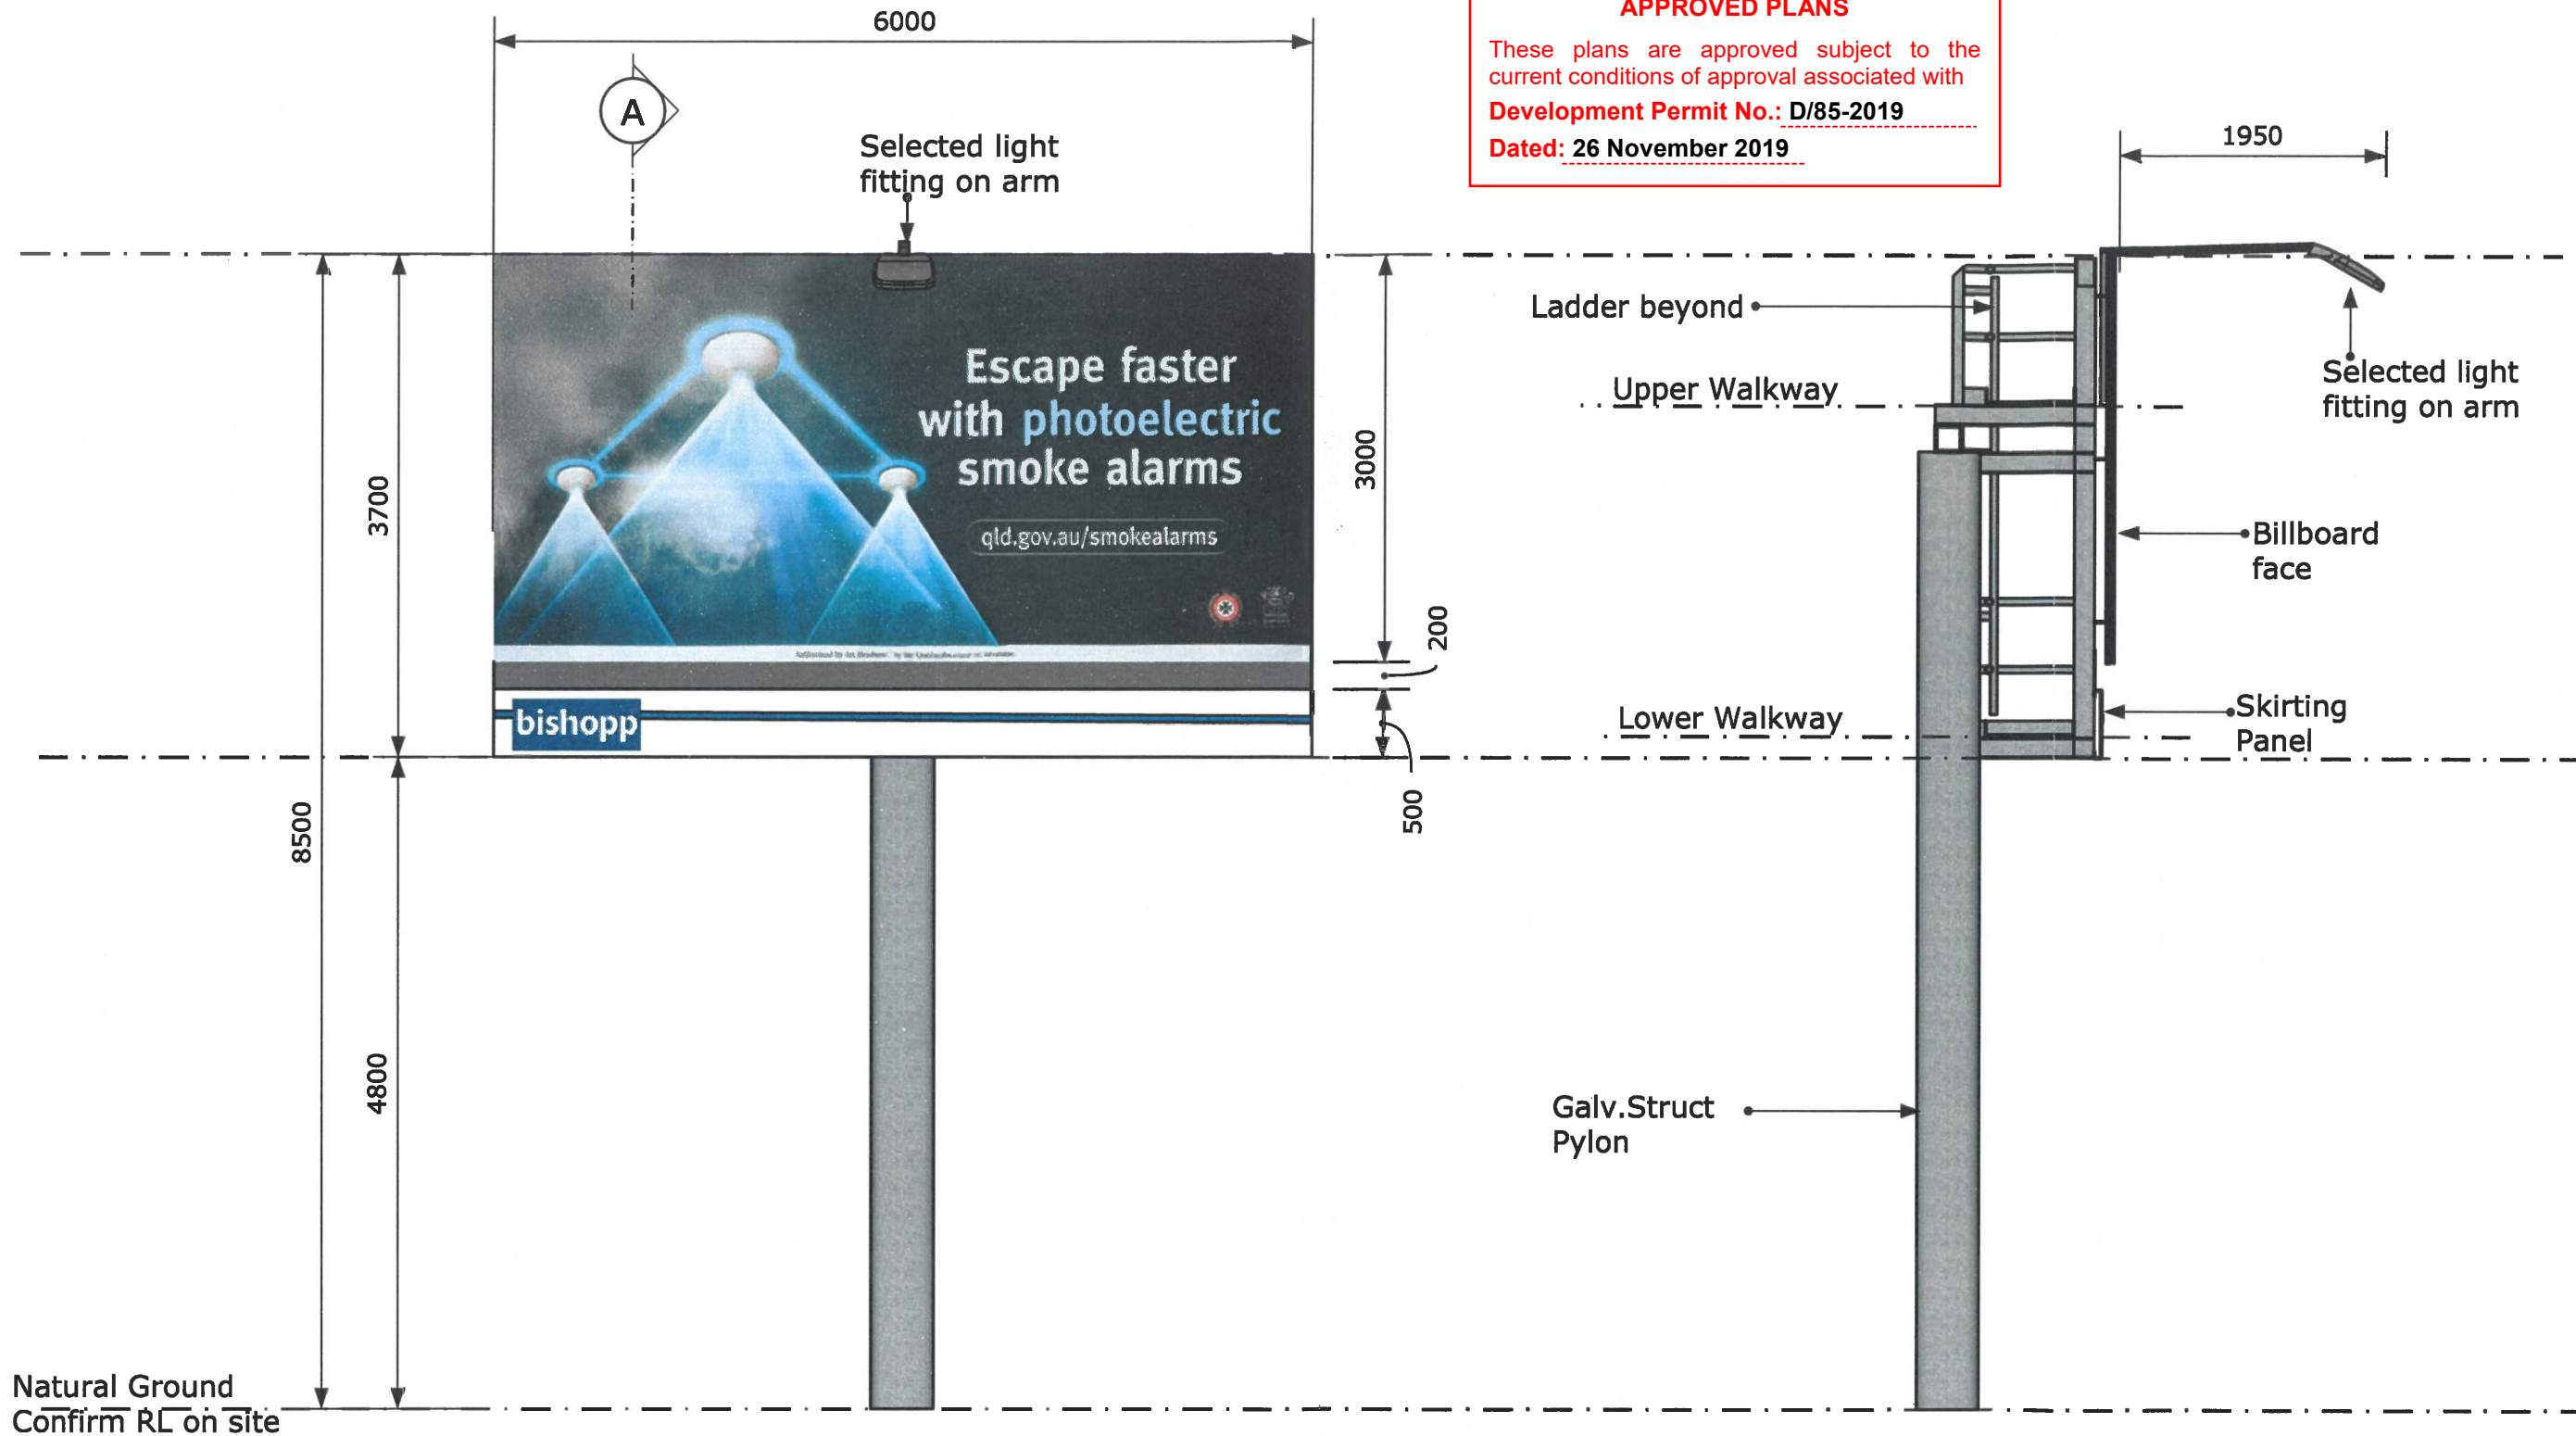 6000
APPROVED PLANS
These plans are approved subject to the
current conditions of approval associated with
Development Permit No.: D/85-2019
Dated: 26 November 2019
A
Selected light
fitting on arm
1950
Ladder beyond
Upper Walkway
Selected light
fitting on arm
3700
3000
Escape faster
with photoelectric
smoke alarms
qld.gov.au/smokealarms
Billboard
face
200
bishopp
Lower Walkway
Skirting
Panel
500
8500
4800
Galv.Struct
Pylon
Natural Ground
Confirm RL on site